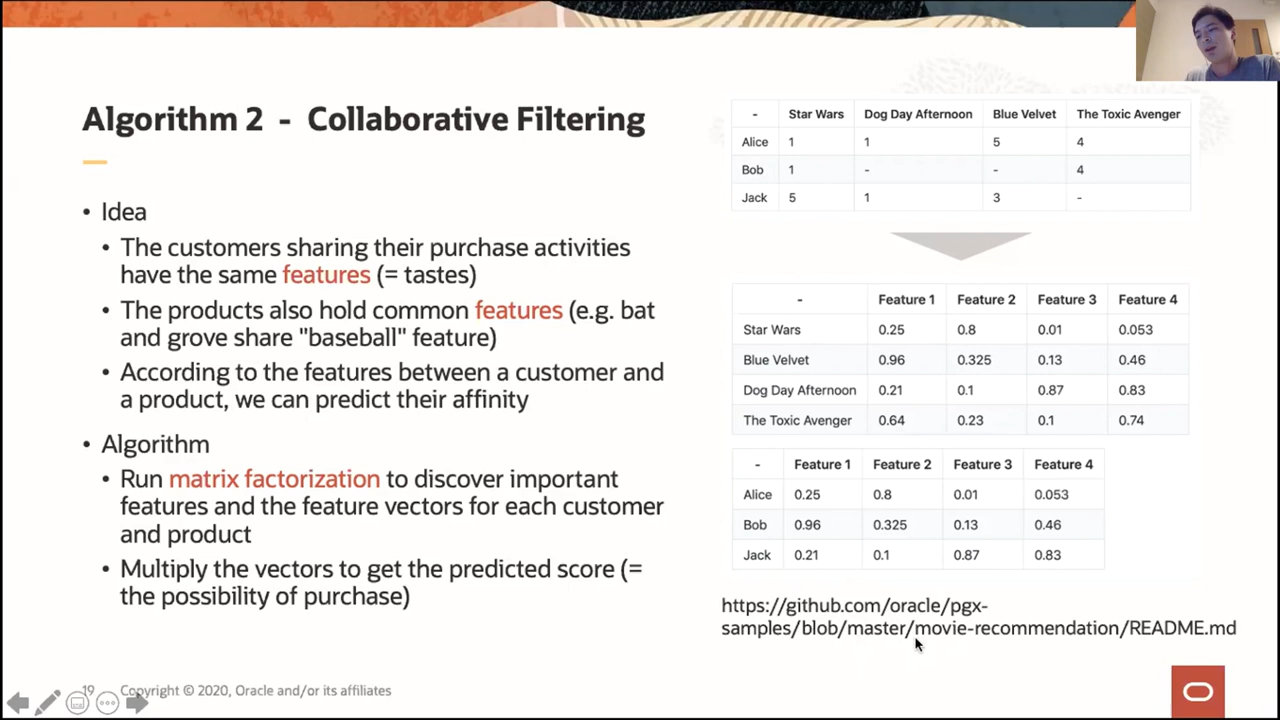 Algorithm 2 - Collaborative Filtering
• Idea
• The customers sharing their purchase activities
have the same features (= tastes)
• The products also hold common features (e.g. bat
and grove share "baseball" feature)
• According to the features between a customer and
a product, we can predict their affinity
• Algorithm
• Run matrix factorization to discover important
features and the feature vectors for each customer
and product
• Multiply the vectors to get the predicted score (=
the possibility of purchase)
- Star Wars Dog Day Afternoon Blue Velvet The Toxic Avenger
Alice 1 1 5 4
Bob 1 - - 4
Jack 5 1 3 -
- Feature 1 Feature 2 Feature 3 Feature 4
Star Wars 0.25 0.8 0.01 0.053
Blue Velvet 0.96 0.325 0.13 0.46
Dog Day Afternoon 0.21 0.1 0.87 0.83
The Toxic Avenger 0.64 0.23 0.1 0.74
- Feature 1 Feature 2 Feature 3 Feature 4
Alice 0.25 0.8 0.01 0.053
Bob 0.96 0.325 0.13 0.46
Jack 0.21 0.1 0.87 0.83
https://github.com/oracle/pgx-
samples/blob/master/movie-recommendation/README.md
19 Copyright © 2020, Oracle and/or its affiliates